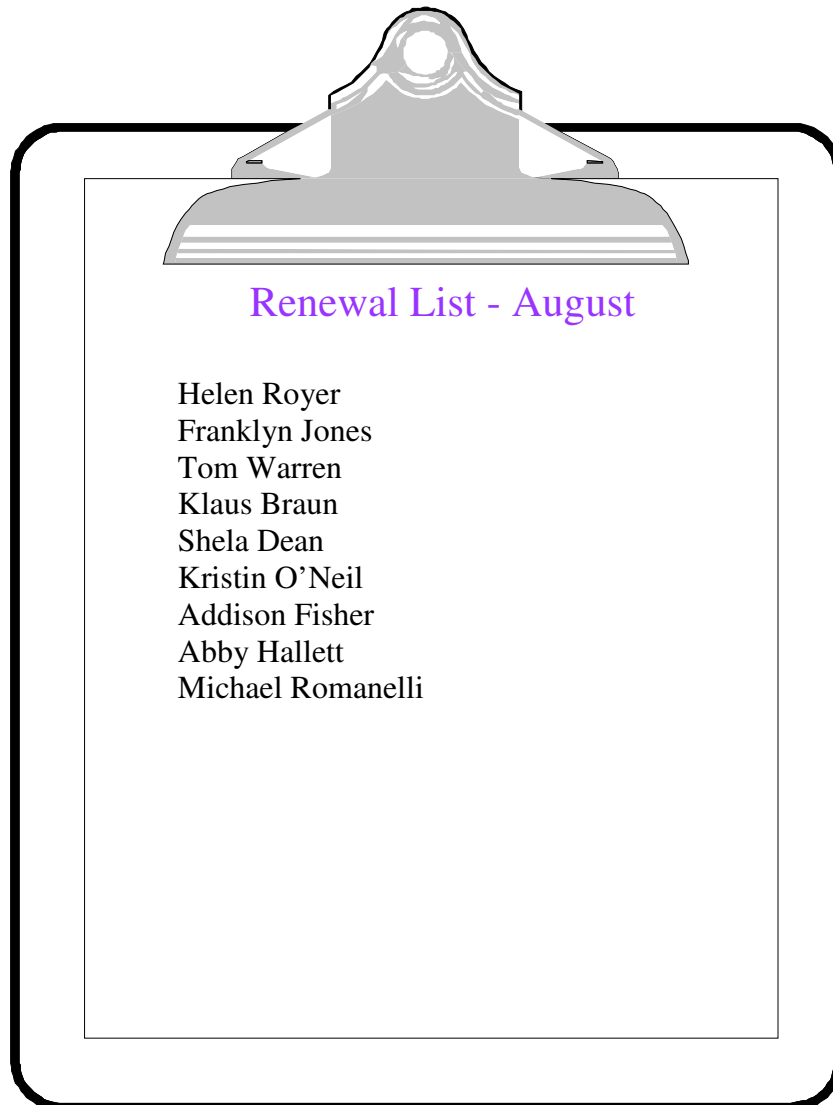 Renewal List - August
Helen Royer
Franklyn Jones
Tom Warren
Klaus Braun
Shela Dean
Kristin O’Neil
Addison Fisher
Abby Hallett
Michael Romanelli